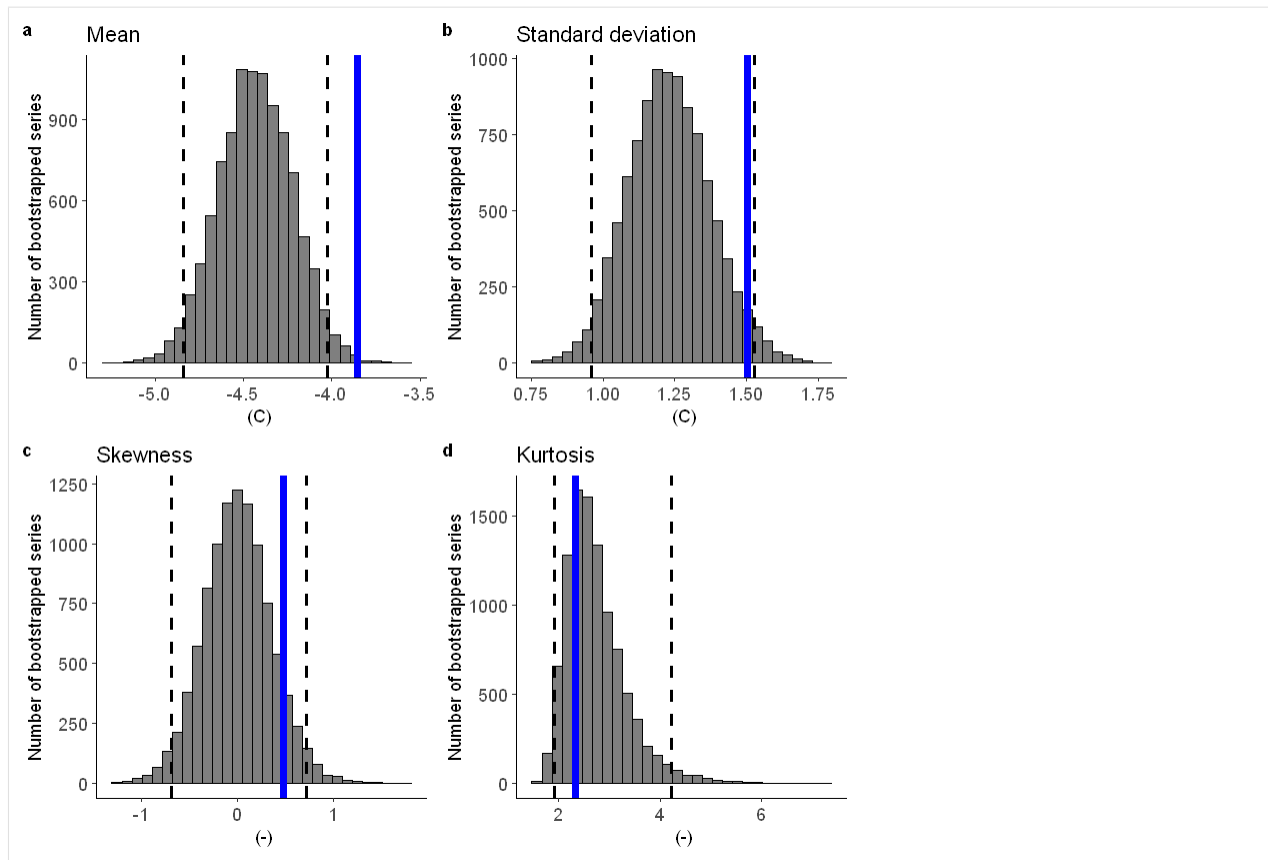 a
Mean
Number of bootstrapped series
900
600
300
0
-5.0 -4.5 -4.0 -3.5
(C)
b
Standard deviation
Number of bootstrapped series
1000
750
500
250
0
0.75 1.00 1.25 1.50 1.75
(C)
c
Skewness
Number of bootstrapped series
1250
1000
750
500
250
0
-1 0 1
(-)
d
Kurtosis
Number of bootstrapped series
1500
1000
500
0
2 4 6
(-)